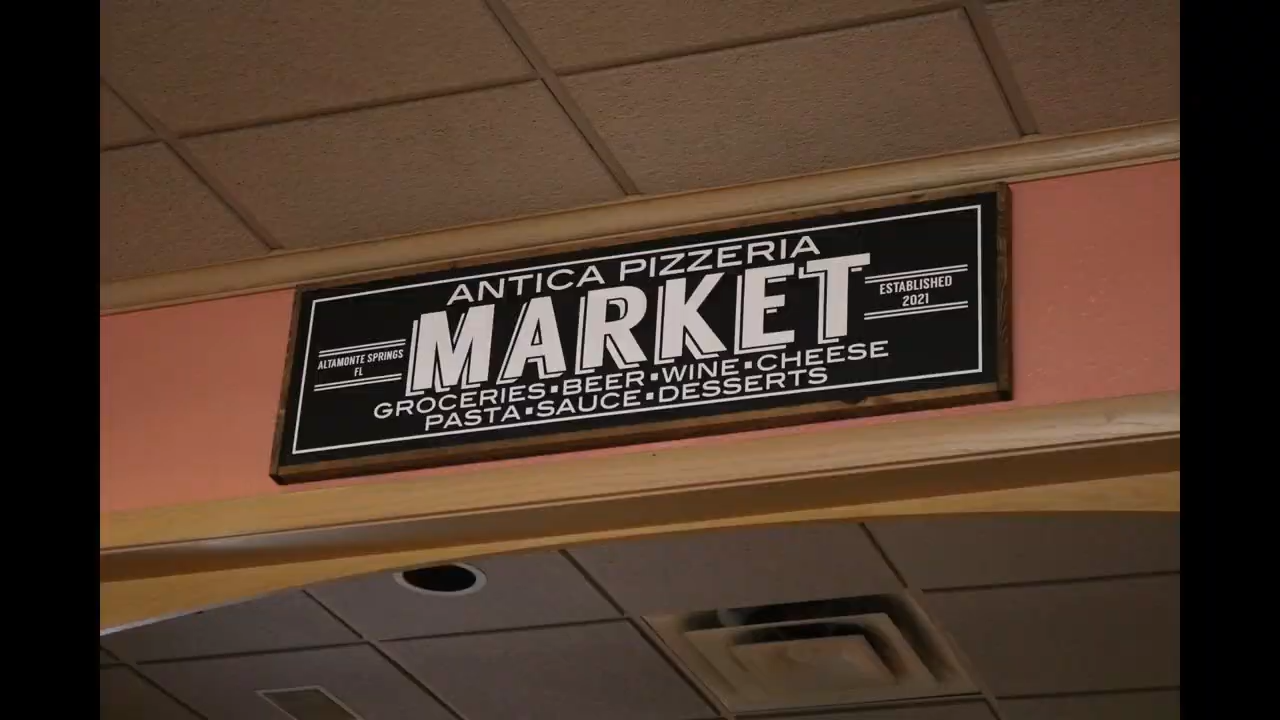 ANTICA PIZZERIA
MARKET
ALTAMONTE SPRINGS
FL
ESTABLISHED
2021
GROCERIES▪BEER▪WINE▪CHEESE
PASTA▪SAUCE▪DESSERTS